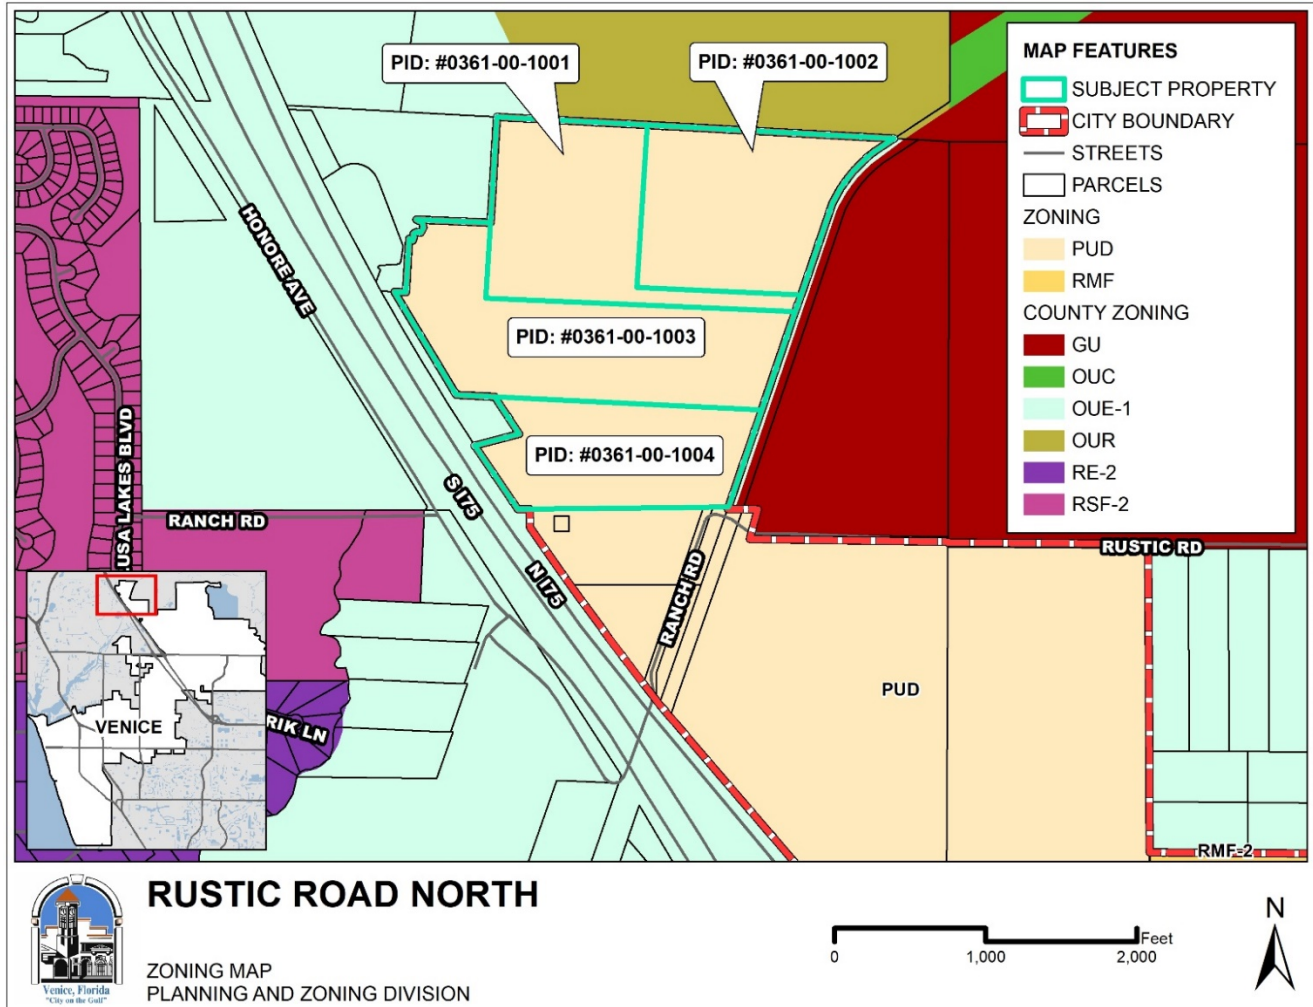 PID: #0361-00-1001
PID: #0361-00-1002
MAP FEATURES
SUBJECT PROPERTY
CITY BOUNDARY
STREETS
PARCELS
ZONING
PUD
RMF
COUNTY ZONING
GU
OUC
OUE-1
OUR
RE-2
RSF-2
HONORE AVE
PID: #0361-00-1003
PID: #0361-00-1004
LUSA LAKES BLVD
S I75
RANCH RD
RUSTIC RD
N I75
RANCH RD
PUD
VENICE
RIK LN
RMF-2
RUSTIC ROAD NORTH
ZONING MAP
PLANNING AND ZONING DIVISION
Venice, Florida
"City on the Gulf"
0
1,000
2,000
Feet
N